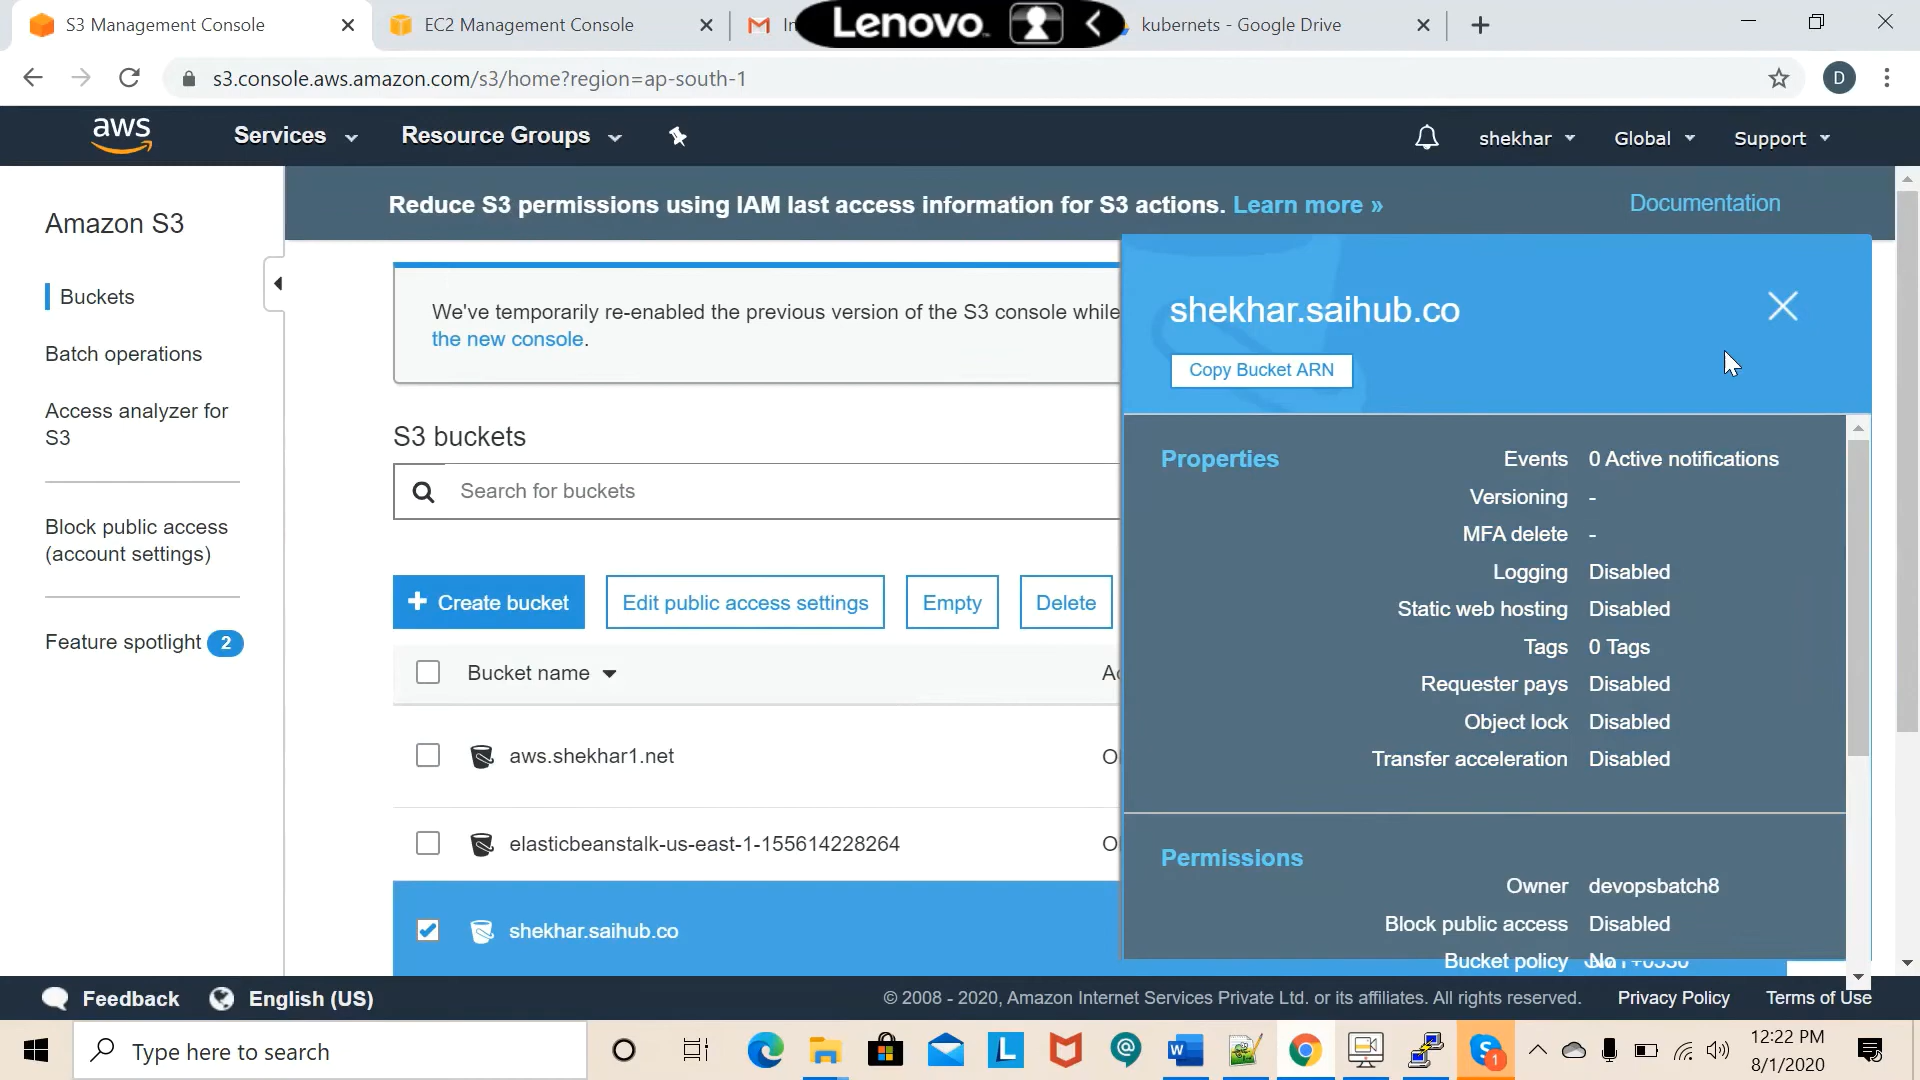 S3 Management Console
EC2 Management Console
In
Lenovo
kubernets - Google Drive
s3.console.aws.amazon.com/s3/home?region=ap-south-1
D
aws
Services
Resource Groups
shekhar
Global
Support
Amazon S3
Buckets
Batch operations
Access analyzer for
S3
Block public access
(account settings)
Feature spotlight 2
Reduce S3 permissions using IAM last access information for S3 actions. Learn more »
Documentation
We've temporarily re-enabled the previous version of the S3 console while
the new console.
S3 buckets
Search for buckets
Create bucket
Edit public access settings
Empty
Delete
Bucket name
Ac
aws.shekhar1.net
elasticbeanstalk-us-east-1-155614228264
shekhar.saihub.co
shekhar.saihub.co
Copy Bucket ARN
Properties
Events 0 Active notifications
Versioning -
MFA delete -
Logging Disabled
Static web hosting Disabled
Tags 0 Tags
Requester pays Disabled
Object lock Disabled
Transfer acceleration Disabled
Permissions
Owner devopsbatch8
Block public access Disabled
Bucket policy No
Feedback
English (US)
© 2008 - 2020, Amazon Internet Services Private Ltd. or its affiliates. All rights reserved.
Privacy Policy
Terms of Use
Type here to search
12:22 PM
8/1/2020